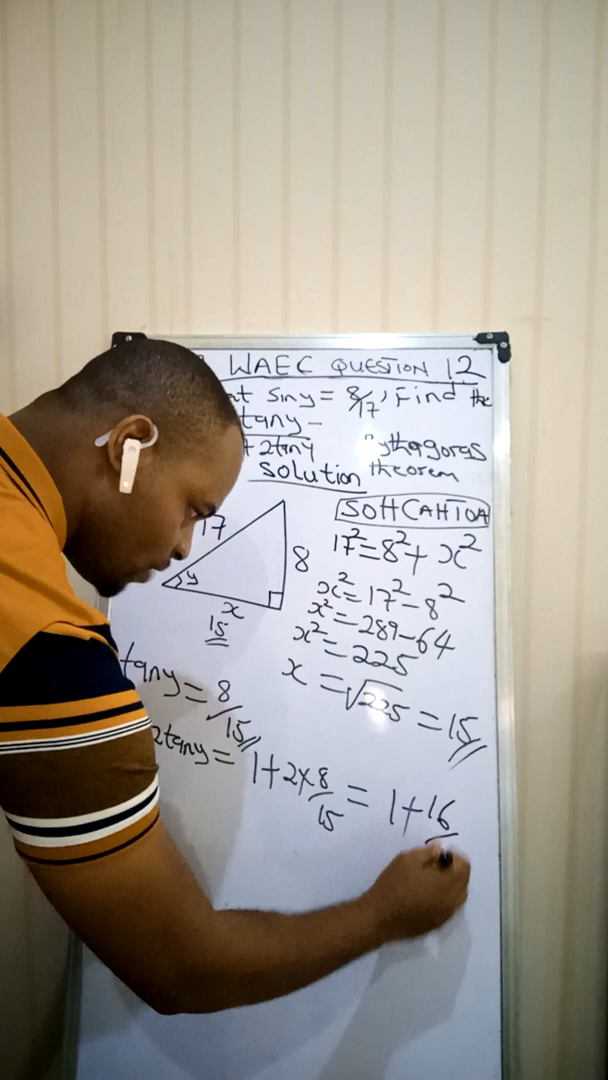 WAEC QUESTION 12
at Siny = 8/17, Find the
tany
+ 2tany Pythagoras
solution theorem
SOHCAHTOA
17
17² = 8² + x²
8
y
x² = 17² - 8²
x
x² = 289 - 64
15
x² = 225
x = √225 = 15
tany = 8/15
2tany = 1 + 2 × 8/15 = 1 + 16